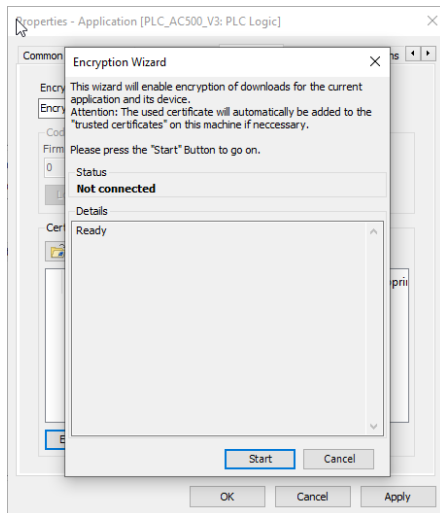 Properties - Application [PLC_AC500_V3: PLC Logic]
Common
Encryption Wizard
This wizard will enable encryption of downloads for the current
application and its device.
Attention: The used certificate will automatically be added to the
"trusted certificates" on this machine if neccessary.
Please press the "Start" Button to go on.
Status
Not connected
Details
Ready
Start
Cancel
OK
Cancel
Apply